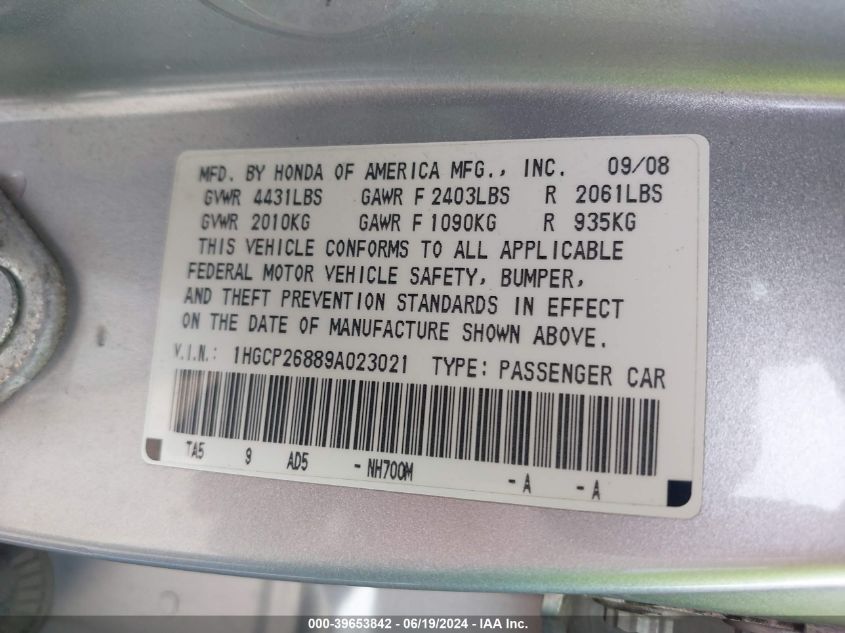 MFD. BY HONDA OF AMERICA MFG., INC. 09/08
GVWR 4431LBS GAWR F 2403LBS R 2061LBS
GVWR 2010KG GAWR F 1090KG R 935KG
THIS VEHICLE CONFORMS TO ALL APPLICABLE
FEDERAL MOTOR VEHICLE SAFETY, BUMPER,
AND THEFT PREVENTION STANDARDS IN EFFECT
ON THE DATE OF MANUFACTURE SHOWN ABOVE.
V.I.N.: 1HGCP26889A023021 TYPE: PASSENGER CAR
TA5 9 AD5 - NH700M - A - A
000-39653842 - 06/19/2024 - IAA Inc.